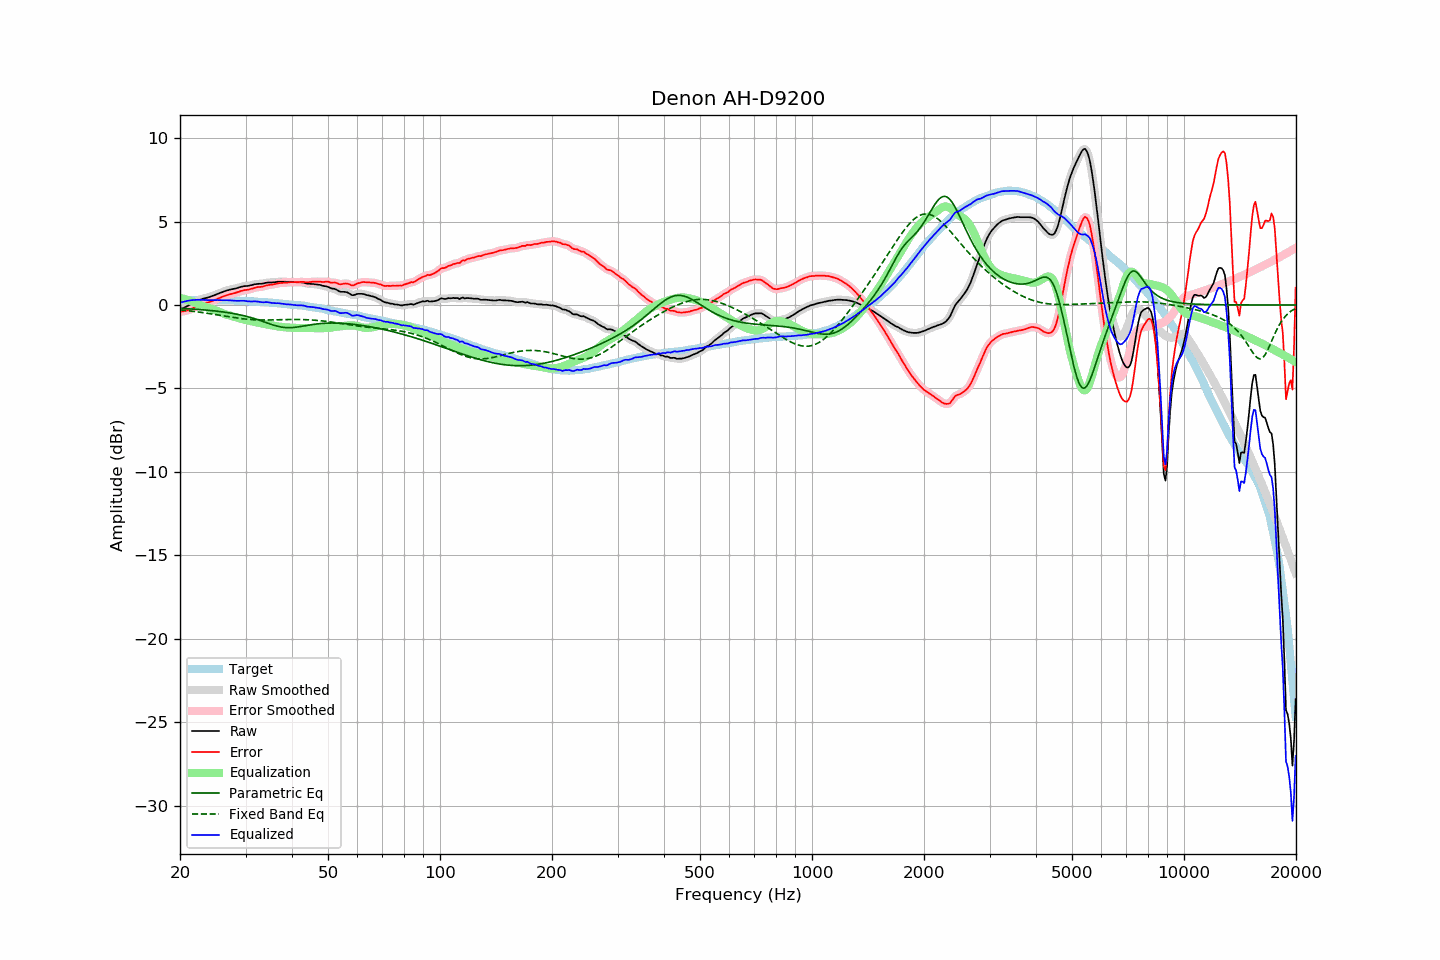 Denon AH-D9200
10
5
0
−5
−10
−15
−20
−25
−30
Amplitude (dBr)
Target
Raw Smoothed
Error Smoothed
Raw
Error
Equalization
Parametric Eq
Fixed Band Eq
Equalized
20 50 100 200 500 1000 2000 5000 10000 20000
Frequency (Hz)